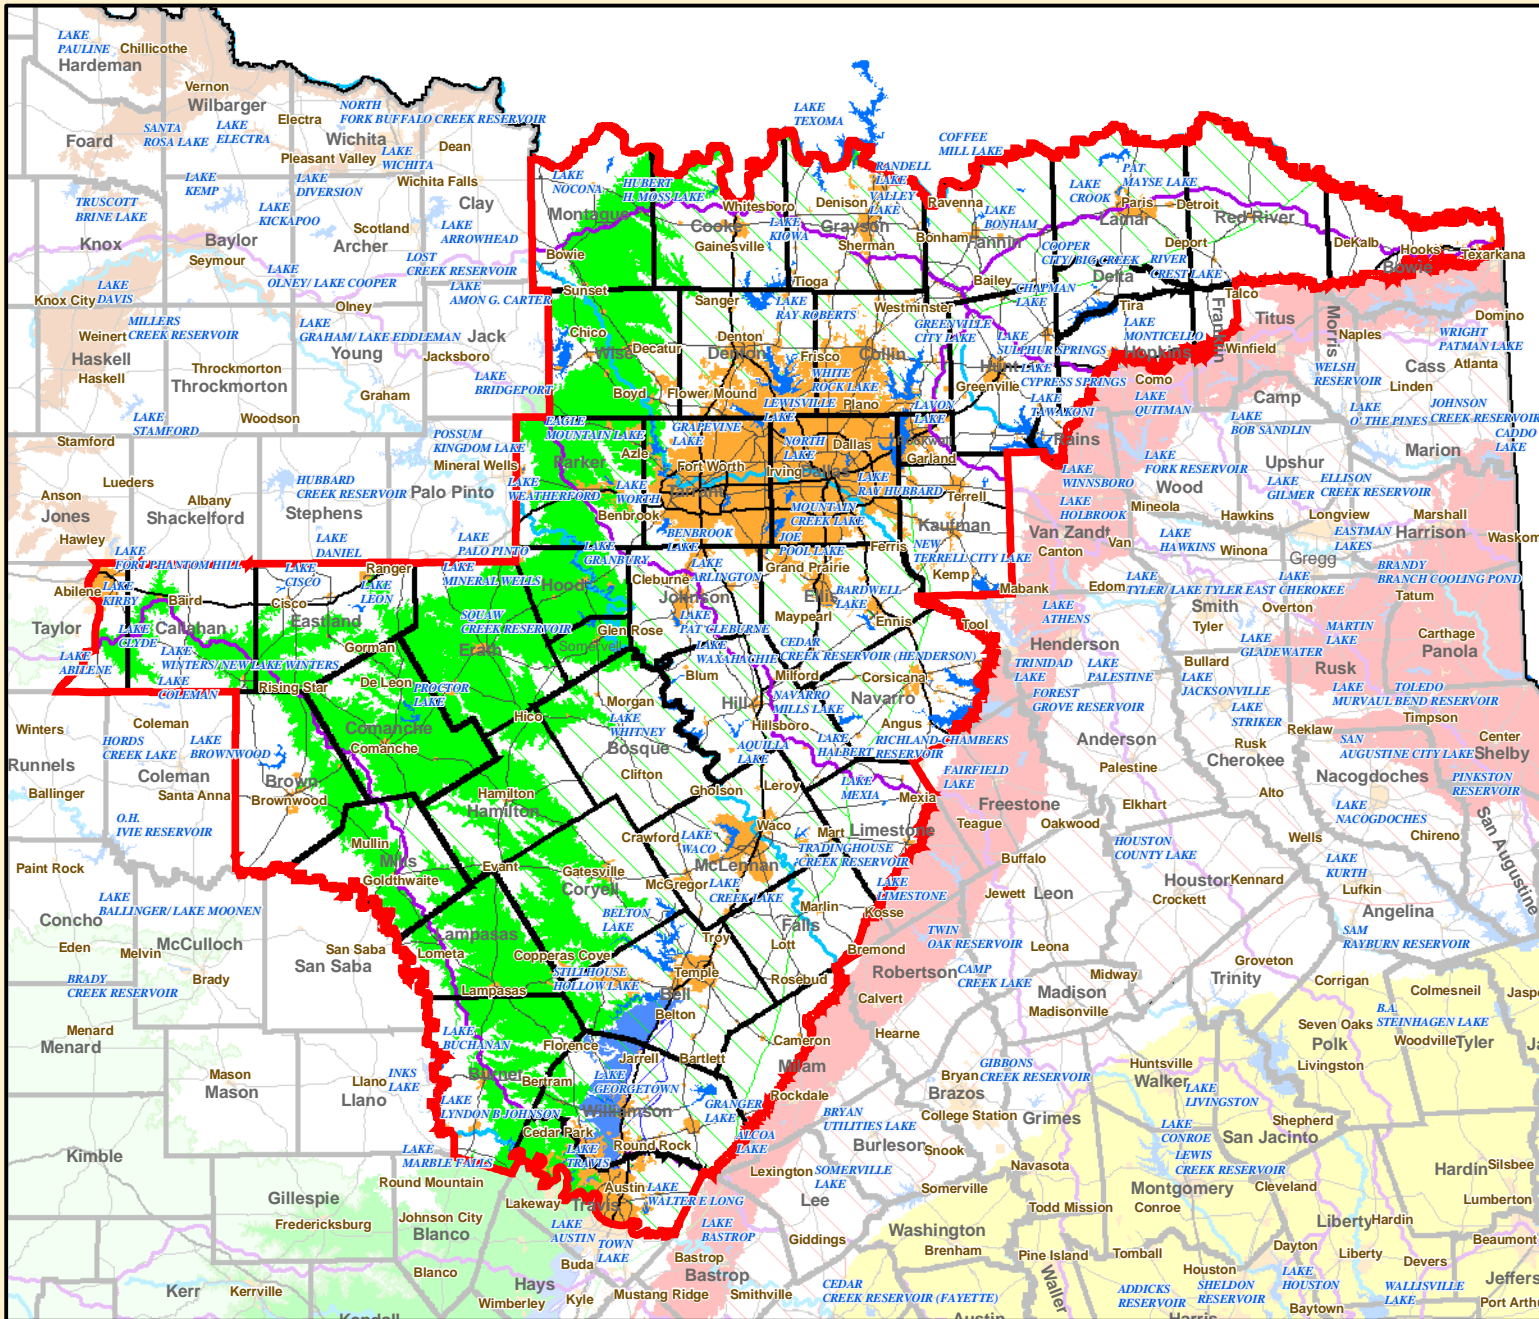 LAKE
PAULINE
Chillicothe
Hardeman
Vernon
Wilbarger
Electra
NORTH
FORK BUFFALO CREEK RESERVOIR
SANTA
ROSA LAKE
LAKE
ELECTRA
Wichita
Foard
Pleasant Valley
LAKE
WICHITA
Dean
LAKE
KEMP
LAKE
DIVERSION
Wichita Falls
TRUSCOTT
BRINE LAKE
LAKE
KICKAPOO
Clay
Scotland
LAKE
ARROWHEAD
Knox
Baylor
Seymour
Archer
LAKE
OLNEY/ LAKE COOPER
LOST
CREEK RESERVOIR
LAKE
AMON G. CARTER
Knox City
LAKE
DAVIS
Olney
Weinert
MILLERS
CREEK RESERVOIR
LAKE
GRAHAM/ LAKE EDDLEMAN
Jack
Haskell
Haskell
Young
Jacksboro
Throckmorton
Throckmorton
LAKE
BRIDGEPORT
Graham
Woodson
LAKE
STAMFORD
Stamford
POSSUM
KINGDOM LAKE
Mineral Wells
Lueders
Anson
Jones
Albany
Shackelford
HUBBARD
CREEK RESERVOIR
Stephens
Palo Pinto
Hawley
LAKE
DANIEL
LAKE
PALO PINTO
LAKE
TEXOMA
COFFEE
MILL LAKE
RANDELL
LAKE
VALLEY
LAKE
LAKE
NOCONA
HUBERT
H. MOSS LAKE
Montague
Whitesboro
Denison
Ravenna
Cooke
LAKE
KIOWA
Grayson
Gainesville
Sherman
LAKE
BONHAM
Bonham
Fannin
LAKE
CROOK
PAT
MAYSE LAKE
Paris
Lamar
Detroit
Red River
Deport
DeKalb
Hooks
Bowie
Texarkana
Bowie
Sunset
Sanger
Tioga
LAKE
RAY ROBERTS
Westminster
Bailey
COOPER
CITY/ BIG CREEK
Delta
RIVER
CREST LAKE
CHAPMAN
LAKE
Tira
Talco
Franklin
Titus
Morris
Naples
Domino
WRIGHT
PATMAN LAKE
Cass
Atlanta
Linden
Chico
Wise
Decatur
Denton
Denton
Frisco
Collin
GREENVILLE
CITY LAKE
LAKE
SULPHUR SPRINGS
LAKE
MONTICELLO
Hopkins
Winfield
WELSH
RESERVOIR
Boyd
Flower Mound
WHITE
ROCK LAKE
LEWISVILLE
LAKE
Plano
Hunt
Greenville
LAKE
CYPRESS SPRINGS
Como
LAKE
QUITMAN
Camp
LAKE
TAWAKONI
Rains
LAKE
BOB SANDLIN
LAKE
O' THE PINES
JOHNSON
CREEK RESERVOIR
Marion
CADDO
LAKE
EAGLE
MOUNTAIN LAKE
GRAPEVINE
LAKE
LAVON
LAKE
Rockwall
Parker
Azle
NORTH
LAKE
Dallas
Dallas
Garland
Fort Worth
Irving
Tarrant
LAKE
WEATHERFORD
LAKE
WORTH
Benbrook
LAKE
RAY HUBBARD
Terrell
MOUNTAIN
CREEK LAKE
Kaufman
LAKE
WINNSBORO
LAKE
FORK RESERVOIR
Wood
Upshur
LAKE
GILMER
ELLISON
CREEK RESERVOIR
LAKE
HOLBROOK
Mineola
Hawkins
Longview
Marshall
Harrison
EASTMAN
LAKES
Waskom
Van Zandt
Van
Canton
LAKE
HAWKINS
Winona
Gregg
BENBROOK
LAKE
JOE
POOL LAKE
Ferris
NEW
TERRELL CITY LAKE
LAKE
FORT PHANTOM HILL
Abilene
LAKE
KIRBY
Baird
LAKE
CISCO
Cisco
Ranger
LAKE
LEON
Eastland
LAKE
MINERAL WELLS
LAKE
GRANBURY
Hood
Cleburne
Johnson
LAKE
ARLINGTON
Grand Prairie
Ellis
BARDWELL
LAKE
Kemp
Mabank
Edom
LAKE
TYLER/ LAKE TYLER EAST
CHEROKEE
LAKE
BRANDY
BRANCH COOLING POND
Tatum
Taylor
LAKE
CLYDE
Callahan
SQUAW
CREEK RESERVOIR
Glen Rose
Somervell
LAKE
PAT CLEBURNE
Maypearl
Ennis
Tool
LAKE
ATHENS
Smith
Tyler
Overton
Henderson
LAKE
GLADEWATER
MARTIN
LAKE
Carthage
Panola
Rusk
LAKE
ABILENE
LAKE
WINTERS/ NEW LAKE WINTERS
Gorman
Erath
LAKE
WAXAHACHIE
CEDAR
CREEK RESERVOIR (HENDERSON)
LAKE
COLEMAN
Rising Star
De Leon
PROCTOR
LAKE
Blum
Milford
Corsicana
TRINIDAD
LAKE
LAKE
PALESTINE
Bullard
LAKE
JACKSONVILLE
FOREST
GROVE RESERVOIR
LAKE
STRIKER
LAKE
MURVAUL
TOLEDO
BEND RESERVOIR
Timpson
Winters
Coleman
Hico
Morgan
LAKE
WHITNEY
Bosque
Hill
Hillsboro
NAVARRO
MILLS LAKE
Navarro
Angus
HORDS
CREEK LAKE
LAKE
BROWNWOOD
Comanche
Comanche
AQUILLA
LAKE
LAKE
HALBERT
RICHLAND-CHAMBERS
RESERVOIR
Anderson
Palestine
Rusk
Cherokee
Reklaw
SAN
AUGUSTINE CITY LAKE
Center
Shelby
Runnels
Ballinger
Coleman
Santa Anna
Brown
Brownwood
Clifton
Gholson
Leroy
LAKE
MEXIA
Mexia
FAIRFIELD
LAKE
Freestone
Nacogdoches
PINKSTON
RESERVOIR
Hamilton
Hamilton
O.H.
IVIE RESERVOIR
Elkhart
Alto
LAKE
NACOGDOCHES
Chireno
San Augustine
Mullin
Mills
Crawford
LAKE
WACO
Waco
Mart
Limestone
TRADINGHOUSE
CREEK RESERVOIR
Teague
Oakwood
Wells
HOUSTON
COUNTY LAKE
Paint Rock
Goldthwaite
Evant
Gatesville
Coryell
McLennan
McGregor
LAKE
CREEK LAKE
LAKE
LIMESTONE
Buffalo
Jewett
Leon
Houston
Kennard
Crockett
LAKE
KURTH
Lufkin
Angelina
Concho
LAKE
BALLINGER/ LAKE MOONEN
Marlin
Kosse
Eden
Melvin
McCulloch
San Saba
San Saba
Lampasas
Lometa
BELTON
LAKE
Troy
Falls
Lott
Bremond
TWIN
OAK RESERVOIR
Leona
SAM
RAYBURN RESERVOIR
BRADY
CREEK RESERVOIR
Brady
Copperas Cove
STILLHOUSE
HOLLOW LAKE
Temple
Rosebud
Robertson
CAMP
CREEK LAKE
Madison
Midway
Trinity
Groveton
Corrigan
Colmesneil
Lampasas
Bell
Belton
Calvert
Madisonville
Menard
Menard
LAKE
BUCHANAN
Florence
Jarrell
Bartlett
Cameron
Hearne
Seven Oaks
Polk
B.A.
STEINHAGEN LAKE
Woodville
Tyler
Mason
Mason
Llano
Llano
INKS
LAKE
Burnet
Bertram
LAKE
GEORGETOWN
Milam
GIBBONS
CREEK RESERVOIR
Bryan
Brazos
Huntsville
Walker
Livingston
LAKE
LIVINGSTON
LAKE
LYNDON B JOHNSON
Williamson
GRANGER
LAKE
Rockdale
BRYAN
UTILITIES LAKE
College Station
Grimes
Shepherd
Cedar Park
Round Rock
ALCOA
LAKE
Burleson
Snook
LAKE
CONROE
LEWIS
CREEK RESERVOIR
San Jacinto
Kimble
LAKE
MARBLE FALLS
LAKE
TRAVIS
Lexington
SOMERVILLE
LAKE
Navasota
Hardin
Silsbee
Gillespie
Round Mountain
Lakeway
Austin
Travis
LAKE
WALTER E LONG
Lee
Somerville
Montgomery
Conroe
Cleveland
Lumberton
Fredericksburg
Johnson City
Blanco
LAKE
AUSTIN
TOWN
LAKE
LAKE
BASTROP
Giddings
Washington
Brenham
Todd Mission
Liberty
Hardin
Pine Island
Tomball
Dayton
Liberty
Beaumont
Devers
Blanco
Hays
Buda
Bastrop
Bastrop
Houston
Kerr
Kerrville
Wimberley
Kyle
Mustang Ridge
Smithville
CEDAR
CREEK RESERVOIR (FAYETTE)
Waller
ADDICKS
RESERVOIR
SHELDON
RESERVOIR
LAKE
HOUSTON
Baytown
WALLISVILLE
LAKE
Port Arth
Jeffers
Kendall
Austin
Harris